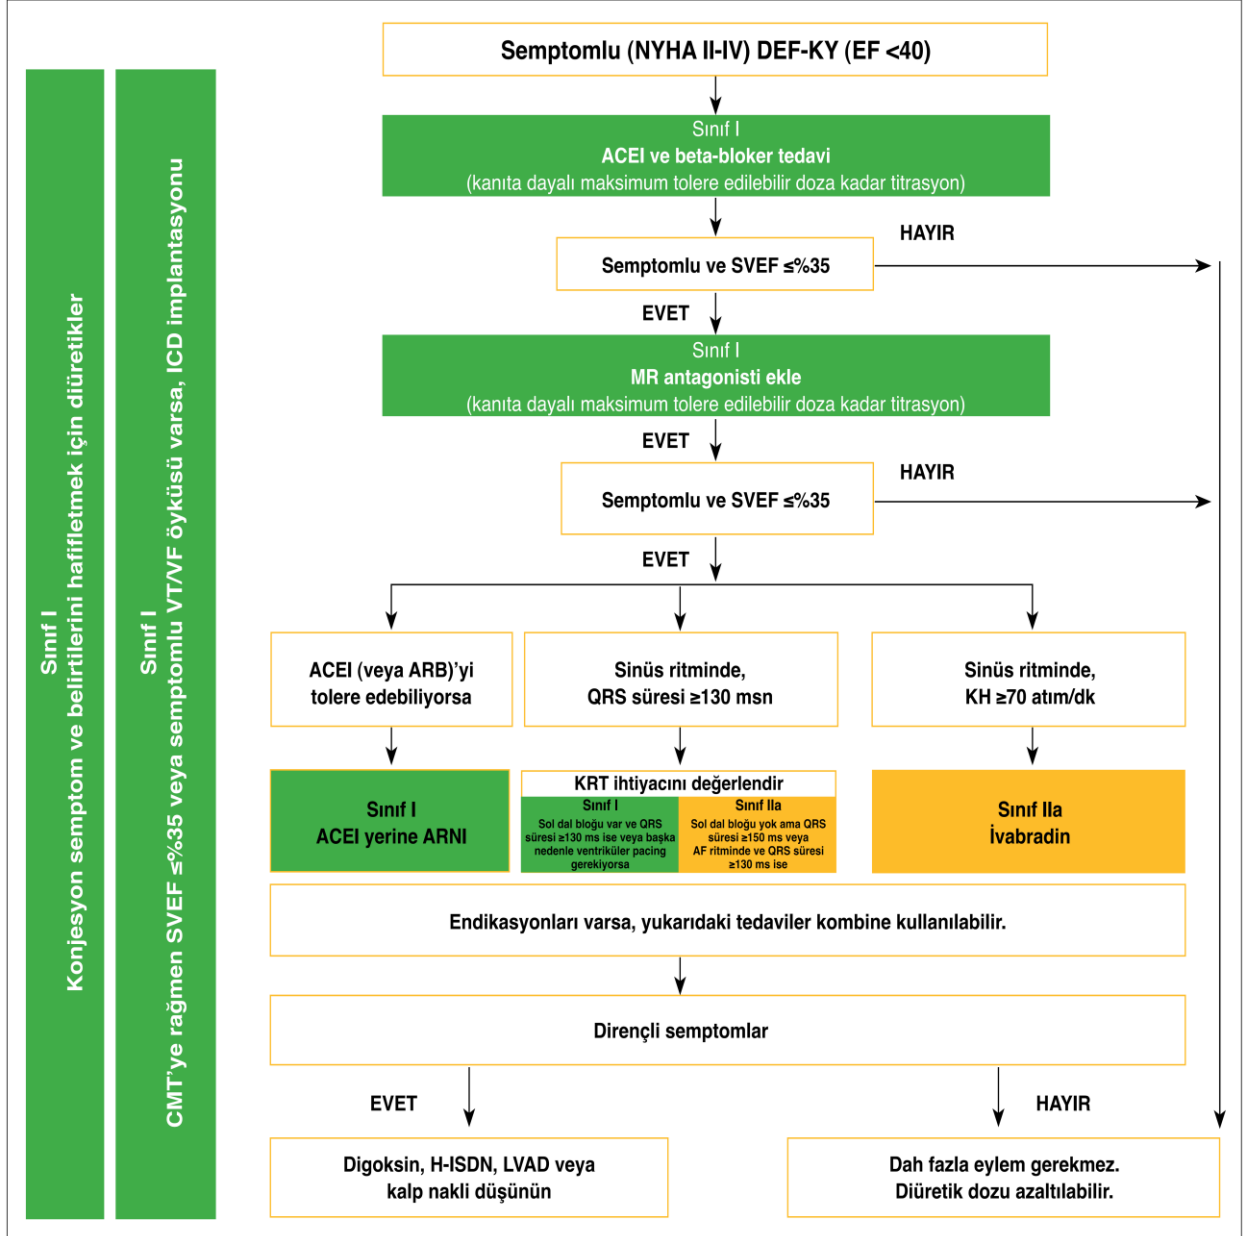 Semptomlu (NYHA II-IV) DEF-KY (EF <40)
Sınıf I
Konjesyon semptom ve belirtilerini hafifletmek için diüretikler
Sınıf I
CMT'ye rağmen SVEF ≤%35 veya semptomlu VT/VF öyküsü varsa, ICD implantasyonu
Sınıf I
ACEI ve beta-bloker tedavi
(kanıta dayalı maksimum tolere edilebilir doza kadar titrasyon)
HAYIR
Semptomlu ve SVEF ≤%35
EVET
Sınıf I
MR antagonisti ekle
(kanıta dayalı maksimum tolere edilebilir doza kadar titrasyon)
EVET
HAYIR
Semptomlu ve SVEF ≤%35
EVET
ACEI (veya ARB)'yi
tolere edebiliyorsa
Sinüs ritminde,
QRS süresi ≥130 msn
Sinüs ritminde,
KH ≥70 atım/dk
Sınıf I
ACEI yerine ARNI
KRT ihtiyacını değerlendir
Sınıf I
Sol dal bloğu var ve QRS
süresi ≥130 ms ise veya başka
nedenle ventriküler pacing
gerekiyorsa
Sınıf IIa
Sol dal bloğu yok ama QRS
süresi ≥150 ms veya
AF ritminde ve QRS süresi
≥130 ms ise
Sınıf IIa
İvabradin
Endikasyonları varsa, yukarıdaki tedaviler kombine kullanılabilir.
Dirençli semptomlar
EVET
HAYIR
Digoksin, H-ISDN, LVAD veya
kalp nakli düşünün
Dah fazla eylem gerekmez.
Diüretik dozu azaltılabilir.